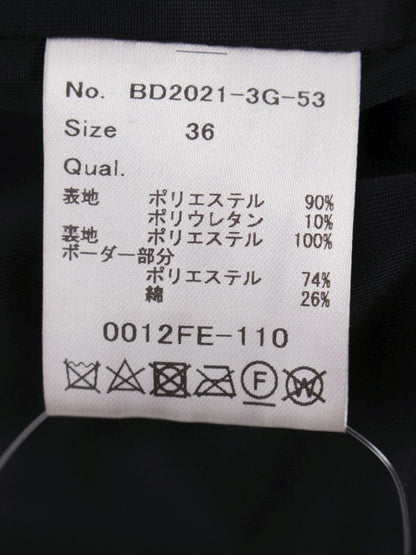 No. BD2021-3G-53
Size 36
Qual.
表地 ポリエステル 90%
ポリウレタン 10%
裏地 ポリエステル 100%
ボーダー部分
ポリエステル 74%
綿 26%
0012FE-110
F W